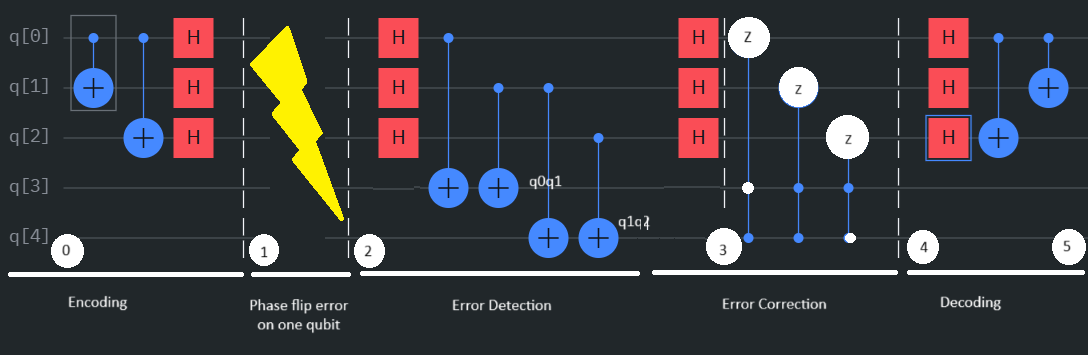 q[0]
H
H
H
Z
H
q[1]
H
H
H
Z
H
q[2]
H
H
H
Z
H
q[3]
q0q1
q[4]
q1q2
0
1
2
3
4
5
Encoding
Phase flip error
on one qubit
Error Detection
Error Correction
Decoding